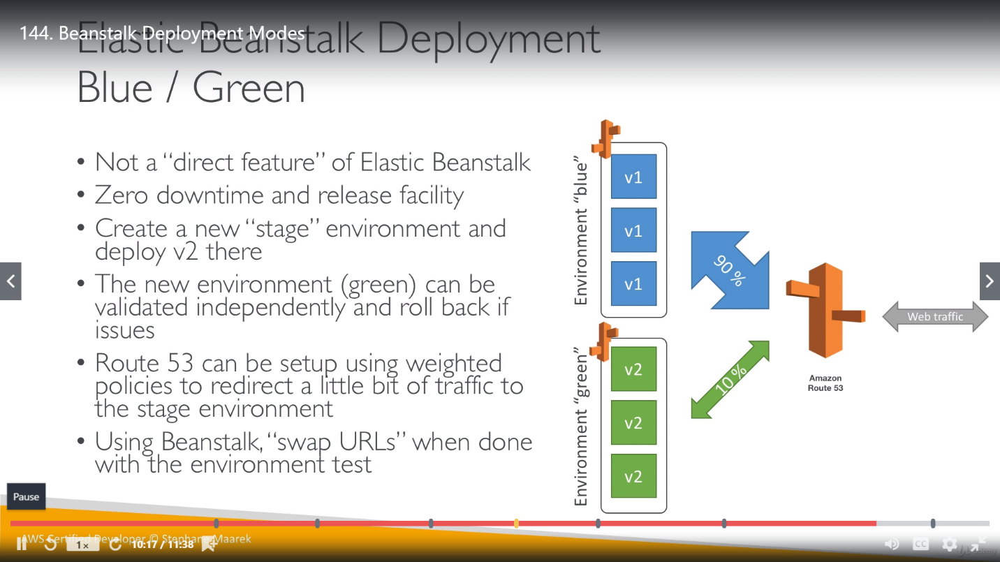 144. Beanstalk Deployment Modes
Elastic Beanstalk Deployment
Blue / Green
• Not a “direct feature” of Elastic Beanstalk
• Zero downtime and release facility
• Create a new “stage” environment and
deploy v2 there
• The new environment (green) can be
validated independently and roll back if
issues
• Route 53 can be setup using weighted
policies to redirect a little bit of traffic to
the stage environment
• Using Beanstalk, “swap URLs” when done
with the environment test
Environment “blue”
v1
v1
v1
90 %
Environment “green”
v2
v2
v2
10 %
Amazon
Route 53
Web traffic
Pause
AWS Certified Developer © Stephane Maarek
1×
10:17 / 11:38
CC
Udemy